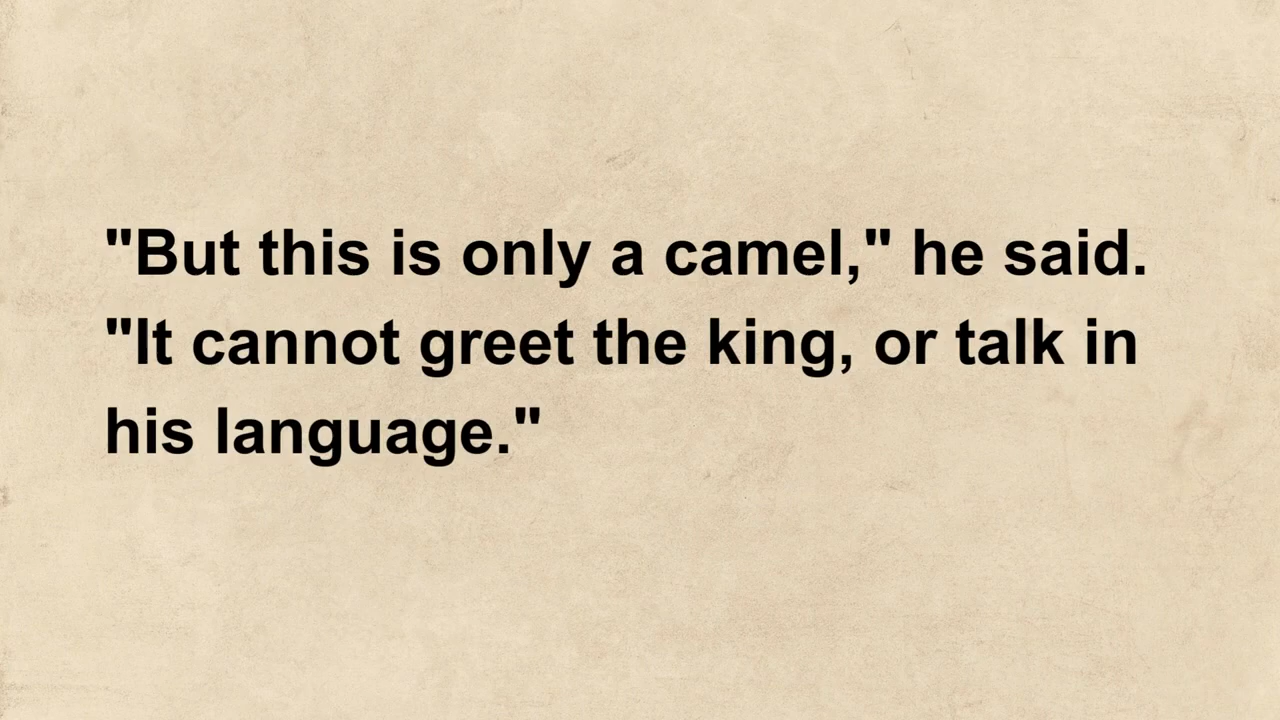 "But this is only a camel," he said.
"It cannot greet the king, or talk in
his language."